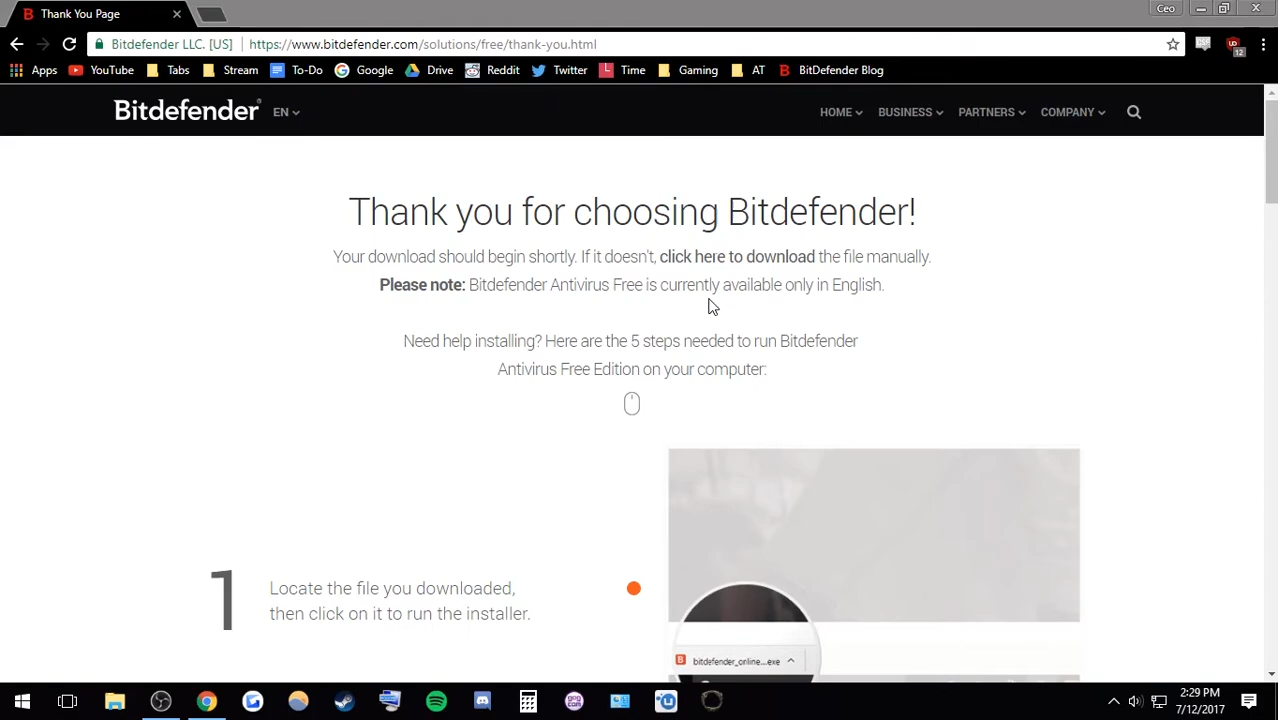 Thank You Page
Ceo
Bitdefender LLC. [US] https://www.bitdefender.com/solutions/free/thank-you.html
Apps YouTube Tabs Stream To-Do Google Drive Reddit Twitter Time Gaming AT BitDefender Blog
Bitdefender EN HOME BUSINESS PARTNERS COMPANY
Thank you for choosing Bitdefender!
Your download should begin shortly. If it doesn't, click here to download the file manually.
Please note: Bitdefender Antivirus Free is currently available only in English.
Need help installing? Here are the 5 steps needed to run Bitdefender
Antivirus Free Edition on your computer:
1
Locate the file you downloaded,
then click on it to run the installer.
bitdefender_online...exe
2:29 PM
7/12/2017